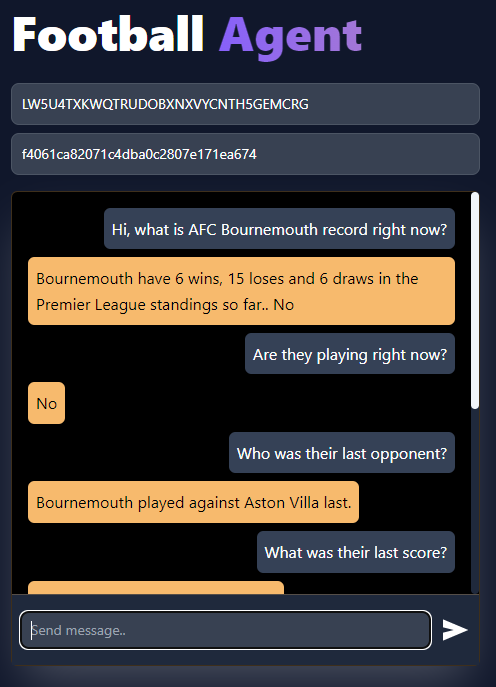 Football Agent
LW5U4TXKWQTRUDOBXNXVYCNTH5GEMCRG
f4061ca82071c4dba0c2807e171ea674
Hi, what is AFC Bournemouth record right now?
Bournemouth have 6 wins, 15 loses and 6 draws in the
Premier League standings so far.. No
Are they playing right now?
No
Who was their last opponent?
Bournemouth played against Aston Villa last.
What was their last score?
Send message..